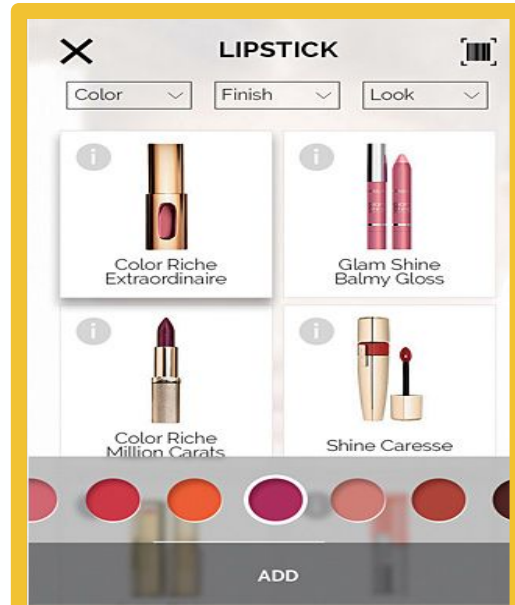 LIPSTICK
Color
Finish
Look
Color Riche
Extraordinaire
Glam Shine
Balmy Gloss
Color Riche
Million Carats
Shine Caresse
ADD